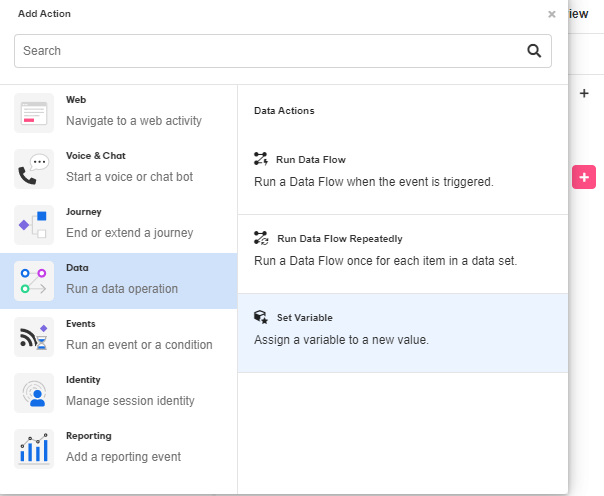 Add Action
×
iew
Search
Web
Navigate to a web activity
Voice & Chat
Start a voice or chat bot
Journey
End or extend a journey
Data
Run a data operation
Events
Run an event or a condition
Identity
Manage session identity
Reporting
Add a reporting event
Data Actions
Run Data Flow
Run a Data Flow when the event is triggered.
Run Data Flow Repeatedly
Run a Data Flow once for each item in a data set.
Set Variable
Assign a variable to a new value.
+
+